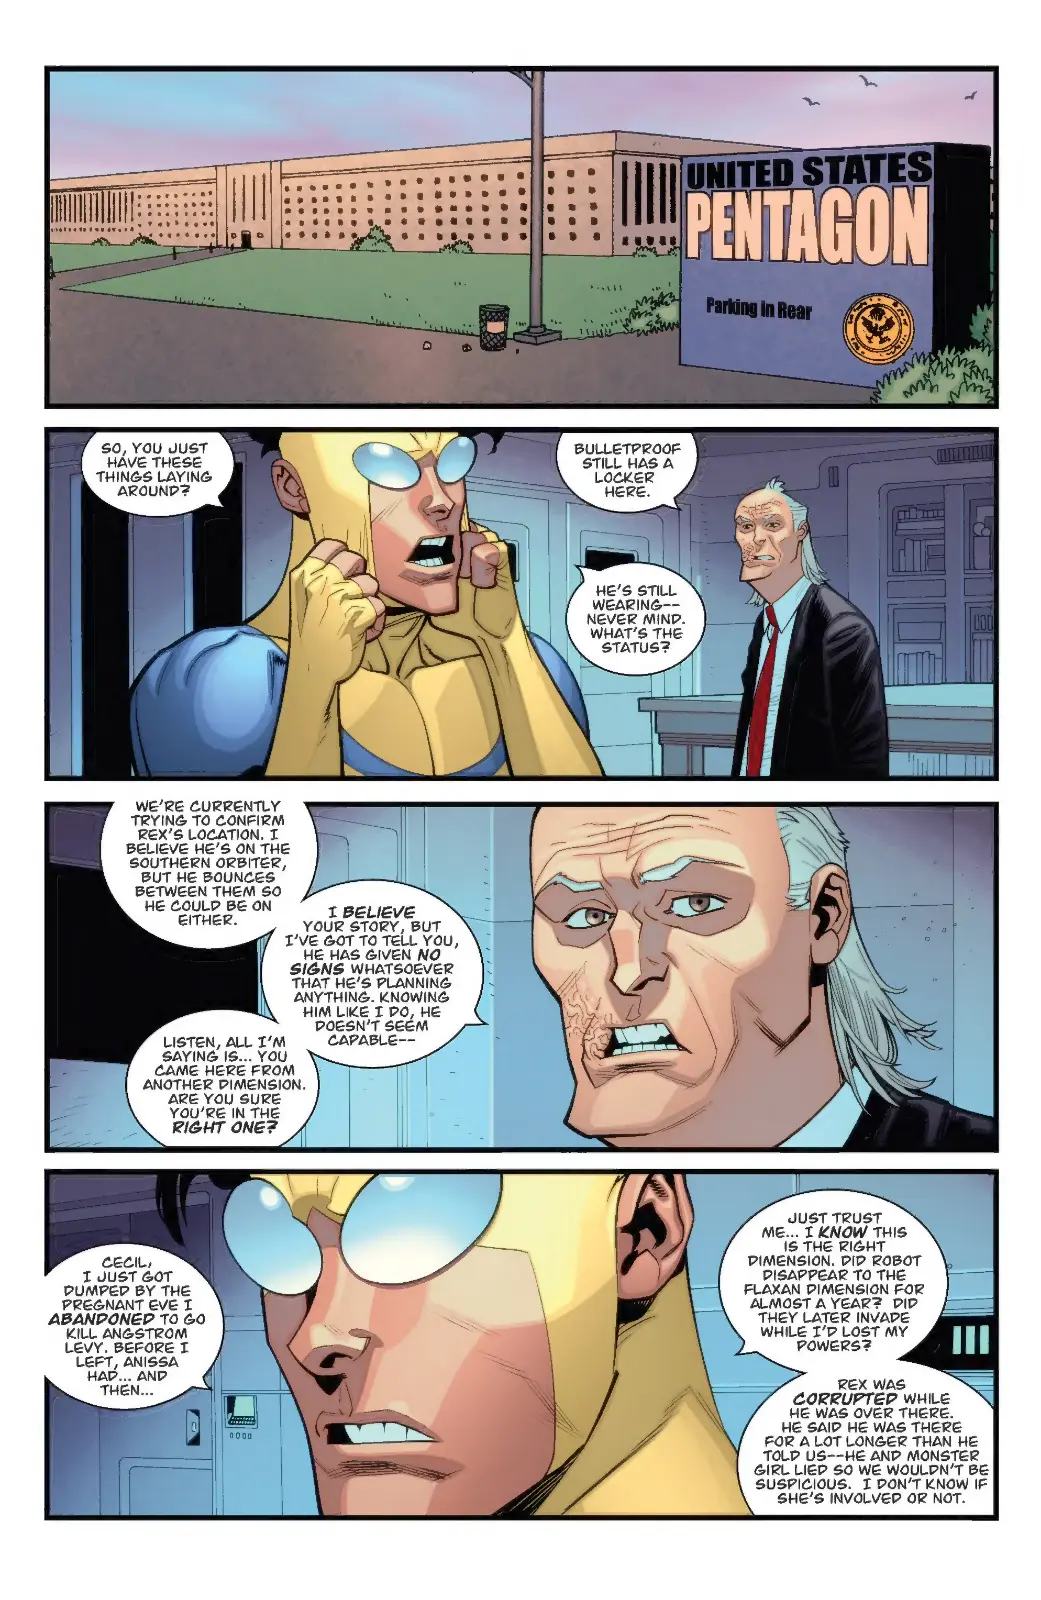 UNITED STATES
PENTAGON
Parking in Rear
SO, YOU JUST
HAVE THESE
THINGS LAYING
AROUND?
BULLETPROOF
STILL HAS A
LOCKER
HERE.
HE'S STILL
WEARING--
NEVER MIND.
WHAT'S THE
STATUS?
WE'RE CURRENTLY
TRYING TO CONFIRM
REX'S LOCATION. I
BELIEVE HE'S ON THE
SOUTHERN ORBITER,
BUT HE BOUNCES
BETWEEN THEM SO
HE COULD BE ON
EITHER.
I BELIEVE
YOUR STORY, BUT
I'VE GOT TO TELL YOU,
HE HAS GIVEN NO
SIGNS WHATSOEVER
THAT HE'S PLANNING
ANYTHING. KNOWING
HIM LIKE I DO, HE
DOESN'T SEEM
CAPABLE--
LISTEN, ALL I'M
SAYING IS... YOU
CAME HERE FROM
ANOTHER DIMENSION.
ARE YOU SURE
YOU'RE IN THE
RIGHT ONE?
CECIL,
I JUST GOT
DUMPED BY THE
PREGNANT EVE I
ABANDONED TO GO
KILL ANGSTROM
LEVY. BEFORE I
LEFT, ANISSA
HAD... AND
THEN...
JUST TRUST
ME... I KNOW THIS
IS THE RIGHT
DIMENSION. DID ROBOT
DISAPPEAR TO THE
FLAXAN DIMENSION FOR
ALMOST A YEAR? DID
THEY LATER INVADE
WHILE I'D LOST MY
POWERS?
REX WAS
CORRUPTED WHILE
HE WAS OVER THERE.
HE SAID HE WAS THERE
FOR A LOT LONGER THAN HE
TOLD US--HE AND MONSTER
GIRL LIED SO WE WOULDN'T BE
SUSPICIOUS. I DON'T KNOW IF
SHE'S INVOLVED OR NOT.